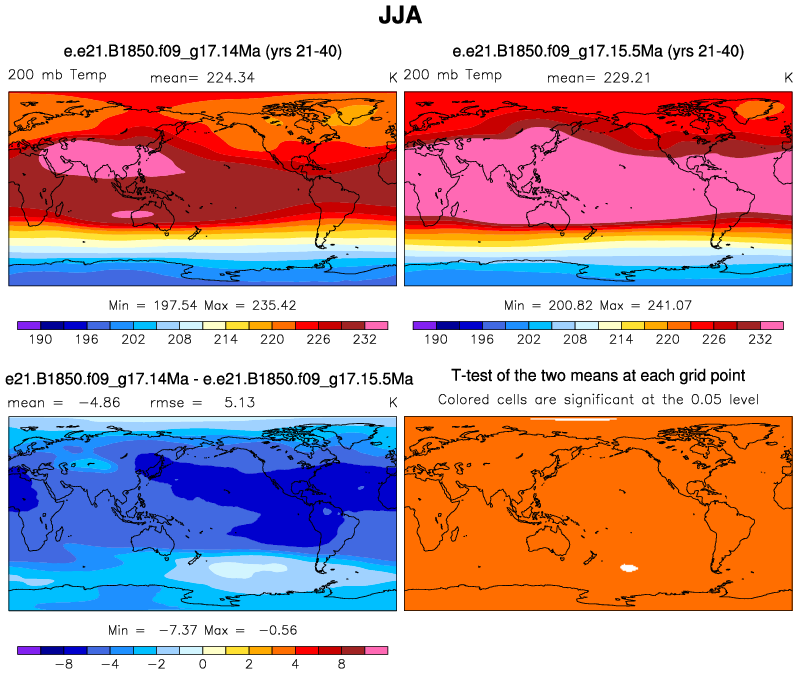 JJA
e.e21.B1850.f09_g17.14Ma (yrs 21-40)
200 mb Temp mean= 224.34 K
e.e21.B1850.f09_g17.15.5Ma (yrs 21-40)
200 mb Temp mean= 229.21 K
Min = 197.54 Max = 235.42
190 196 202 208 214 220 226 232
Min = 200.82 Max = 241.07
190 196 202 208 214 220 226 232
e21.B1850.f09_g17.14Ma - e.e21.B1850.f09_g17.15.5Ma
mean = -4.86 rmse = 5.13 K
T-test of the two means at each grid point
Colored cells are significant at the 0.05 level
Min = -7.37 Max = -0.56
-8 -4 -2 0 2 4 8